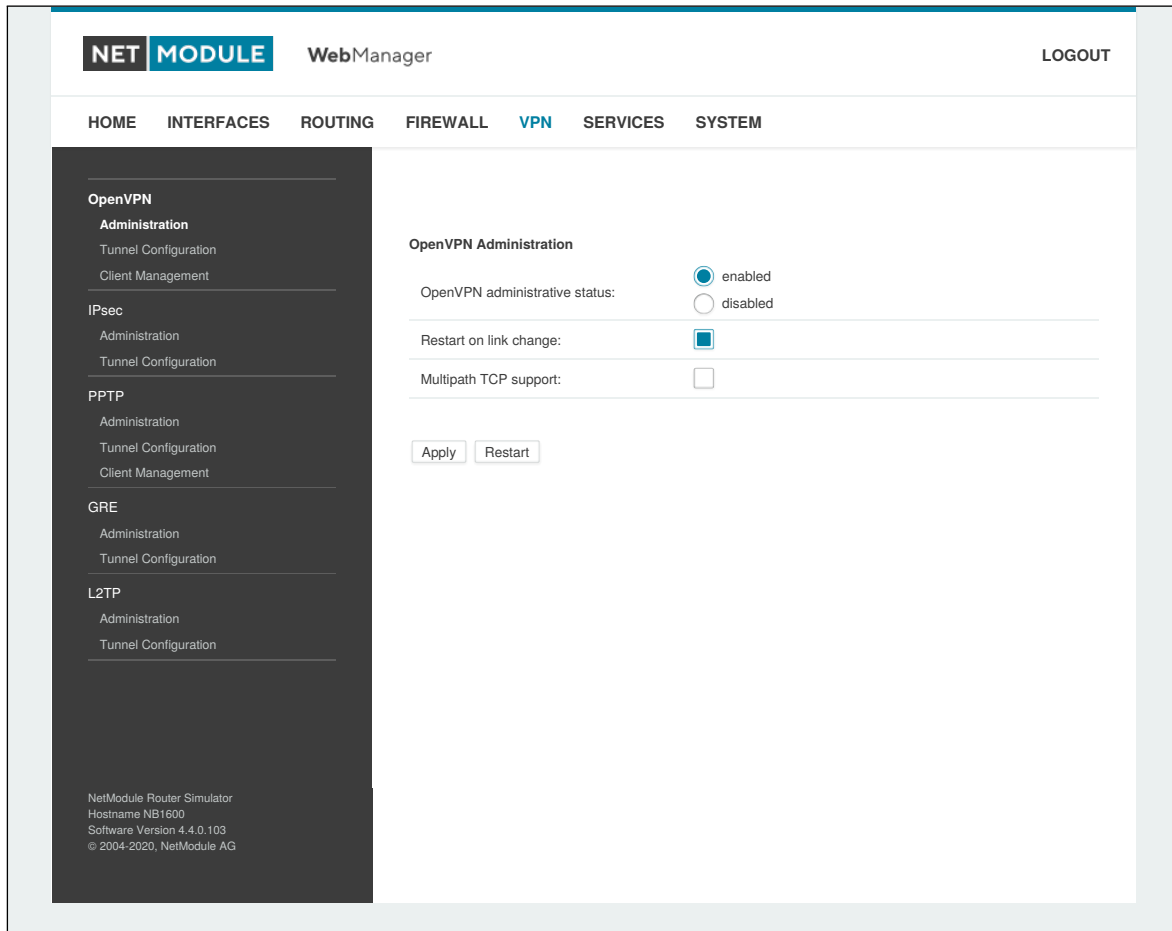 NET MODULE WebManager LOGOUT
HOME INTERFACES ROUTING FIREWALL VPN SERVICES SYSTEM
OpenVPN
Administration
Tunnel Configuration
Client Management
IPsec
Administration
Tunnel Configuration
PPTP
Administration
Tunnel Configuration
Client Management
GRE
Administration
Tunnel Configuration
L2TP
Administration
Tunnel Configuration
NetModule Router Simulator
Hostname NB1600
Software Version 4.4.0.103
© 2004-2020, NetModule AG
OpenVPN Administration
OpenVPN administrative status:
enabled
disabled
Restart on link change:
Multipath TCP support:
Apply Restart